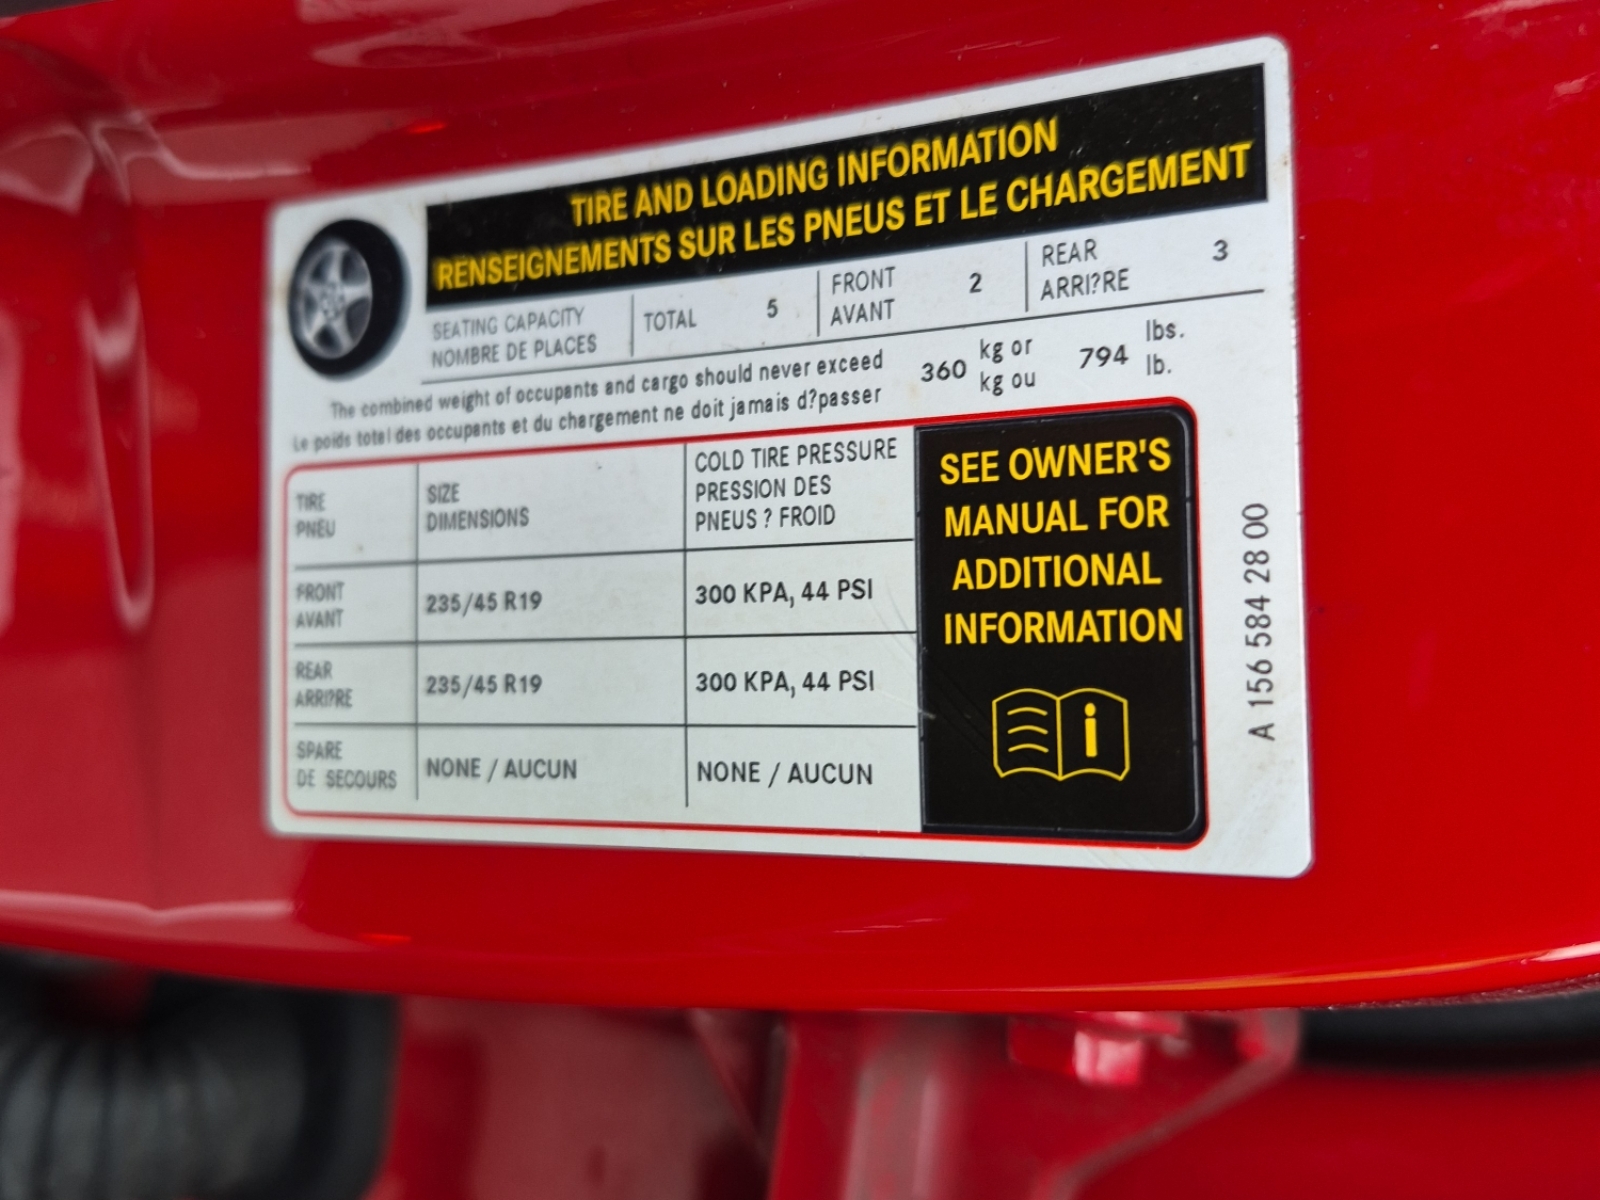 TIRE AND LOADING INFORMATION
RENSEIGNEMENTS SUR LES PNEUS ET LE CHARGEMENT
SEATING CAPACITY
NOMBRE DE PLACES
TOTAL 5
FRONT
AVANT
2
REAR
ARRI?RE
3
The combined weight of occupants and cargo should never exceed 360 kg or 794 lbs.
Le poids total des occupants et du chargement ne doit jamais d?passer kg ou lb.
TIRE
PNEU
SIZE
DIMENSIONS
COLD TIRE PRESSURE
PRESSION DES
PNEUS ? FROID
FRONT
AVANT
235/45 R19
300 KPA, 44 PSI
REAR
ARRI?RE
235/45 R19
300 KPA, 44 PSI
SPARE
DE SECOURS
NONE / AUCUN
NONE / AUCUN
SEE OWNER'S
MANUAL FOR
ADDITIONAL
INFORMATION
i
A 156 584 28 00